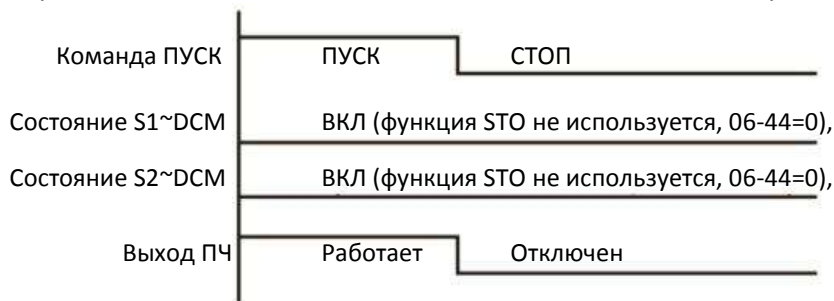 Команда ПУСК ПУСК СТОП
Состояние S1~DCM ВКЛ (функция STO не используется, 06-44=0),
Состояние S2~DCM ВКЛ (функция STO не используется, 06-44=0),
Выход ПЧ Работает Отключен